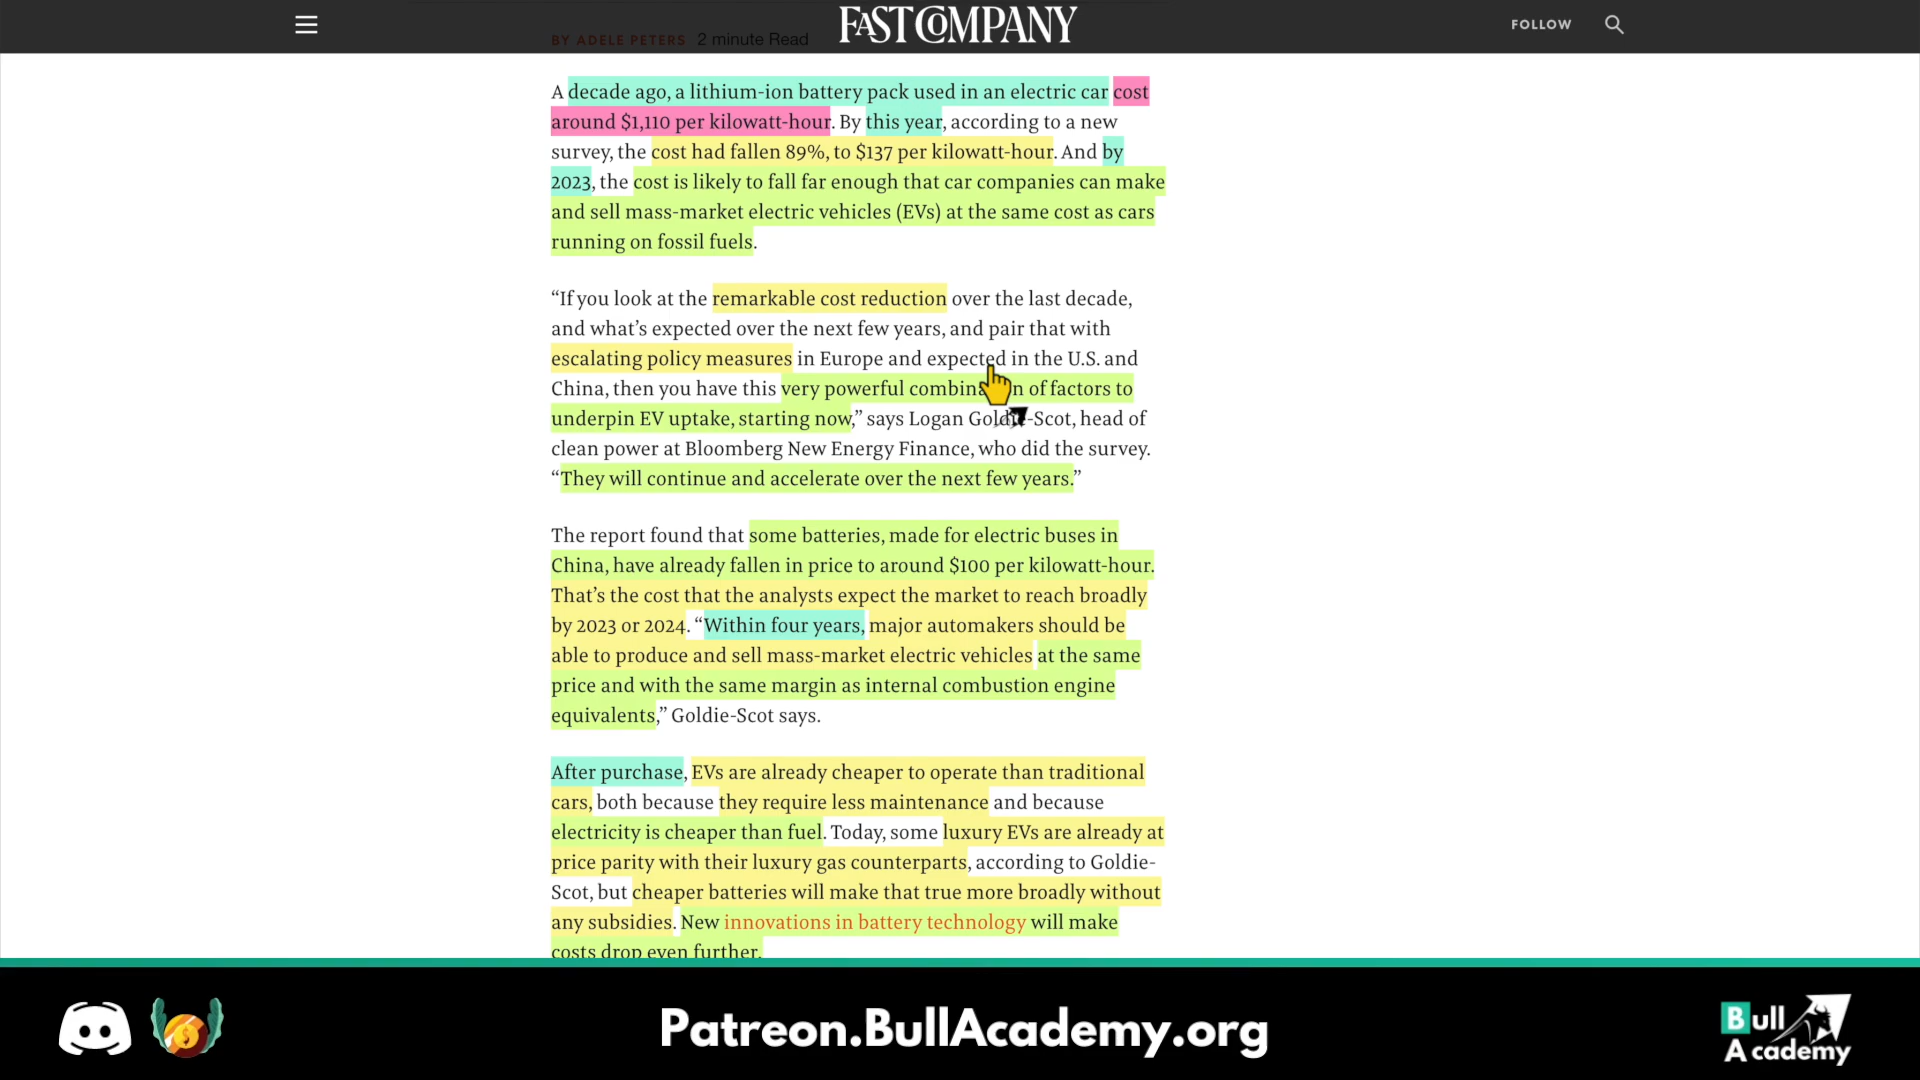 FAST COMPANY
FOLLOW
BY ADELE PETERS 2 minute Read
A decade ago, a lithium-ion battery pack used in an electric car cost
around $1,110 per kilowatt-hour. By this year, according to a new
survey, the cost had fallen 89%, to $137 per kilowatt-hour. And by
2023, the cost is likely to fall far enough that car companies can make
and sell mass-market electric vehicles (EVs) at the same cost as cars
running on fossil fuels.
“If you look at the remarkable cost reduction over the last decade,
and what’s expected over the next few years, and pair that with
escalating policy measures in Europe and expected in the U.S. and
China, then you have this very powerful combination of factors to
underpin EV uptake, starting now,” says Logan Goldie-Scot, head of
clean power at Bloomberg New Energy Finance, who did the survey.
“They will continue and accelerate over the next few years.”
The report found that some batteries, made for electric buses in
China, have already fallen in price to around $100 per kilowatt-hour.
That’s the cost that the analysts expect the market to reach broadly
by 2023 or 2024. “Within four years, major automakers should be
able to produce and sell mass-market electric vehicles at the same
price and with the same margin as internal combustion engine
equivalents,” Goldie-Scot says.
After purchase, EVs are already cheaper to operate than traditional
cars, both because they require less maintenance and because
electricity is cheaper than fuel. Today, some luxury EVs are already at
price parity with their luxury gas counterparts, according to Goldie-
Scot, but cheaper batteries will make that true more broadly without
any subsidies. New innovations in battery technology will make
costs drop even further.
Patreon.BullAcademy.org
Bull
Academy